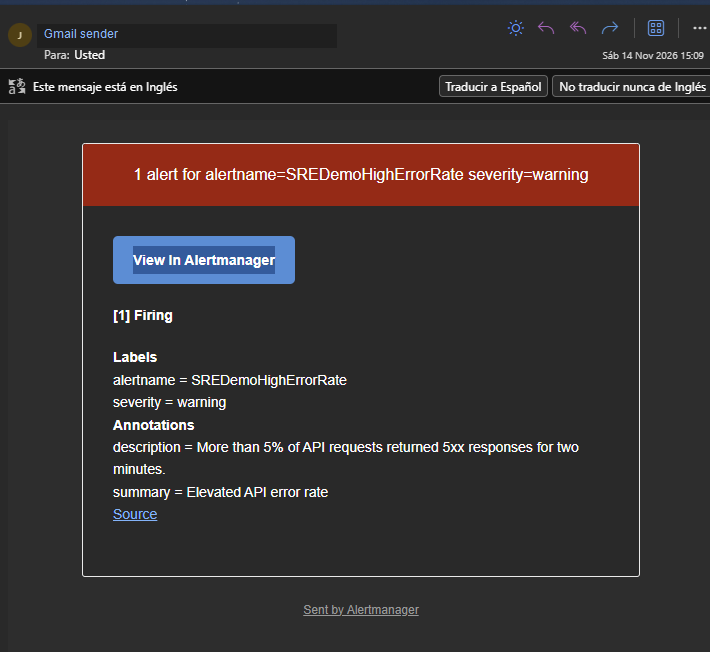 J
Gmail sender
Para: Usted
Sáb 14 Nov 2026 15:09
Este mensaje está en Inglés
Traducir a Español
No traducir nunca de Inglés
1 alert for alertname=SREDemoHighErrorRate severity=warning
View In Alertmanager
[1] Firing
Labels
alertname = SREDemoHighErrorRate
severity = warning
Annotations
description = More than 5% of API requests returned 5xx responses for two
minutes.
summary = Elevated API error rate
Source
Sent by Alertmanager